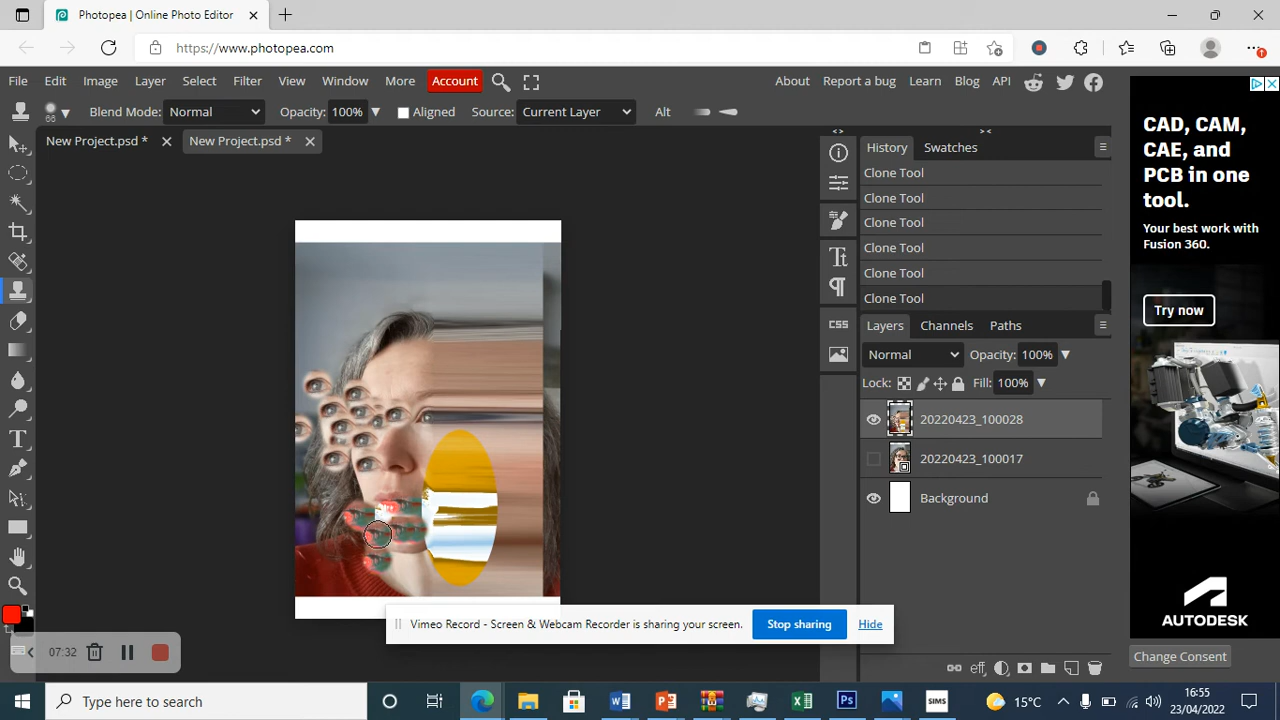 Photopea | Online Photo Editor
https://www.photopea.com
File Edit Image Layer Select Filter View Window More Account About Report a bug Learn Blog API
66 Blend Mode: Normal Opacity: 100% Aligned Source: Current Layer Alt
New Project.psd * New Project.psd *
History Swatches
Clone Tool
Clone Tool
Clone Tool
Clone Tool
Clone Tool
Clone Tool
Layers Channels Paths
Normal Opacity: 100%
Lock: Fill: 100%
20220423_100028
20220423_100017
Background
CSS
eff
CAD, CAM,
CAE, and
PCB in one
tool.
Your best work with
Fusion 360.
Try now
AUTODESK
Change Consent
Vimeo Record - Screen & Webcam Recorder is sharing your screen. Stop sharing Hide
07:32
Type here to search
Ps
SIMS
15°C
16:55
23/04/2022